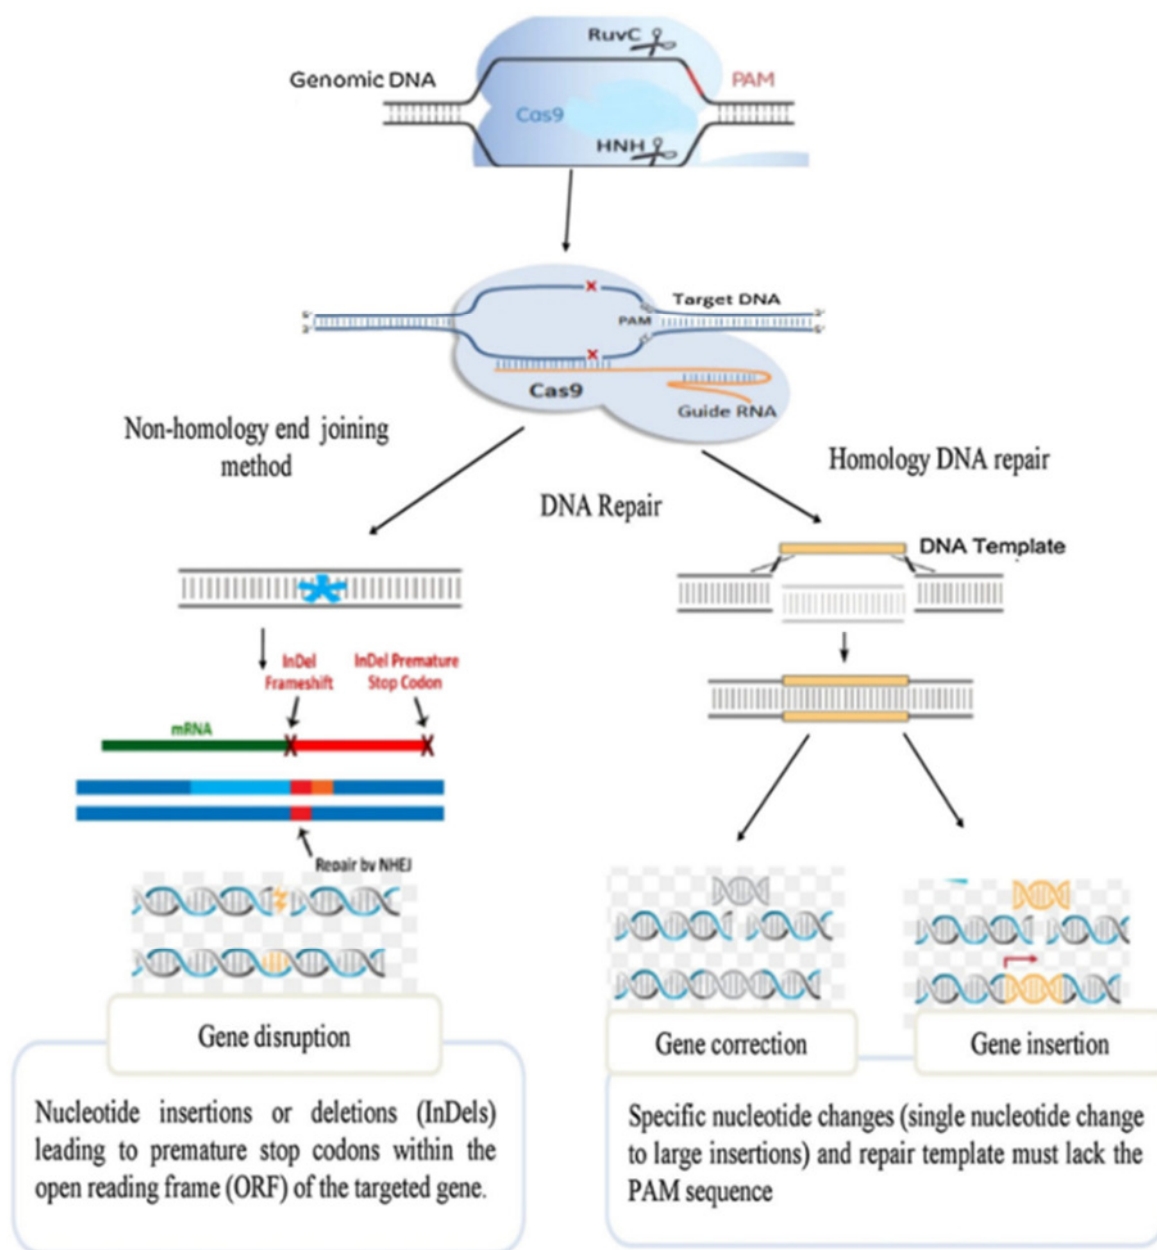 RuvC
Genomic DNA
PAM
Cas9
HNH
Target DNA
5'
3'
PAM
3'
5'
Cas9
Guide RNA
Non-homology end joining
method
Homology DNA repair
DNA Repair
DNA Template
InDel
Frameshift
InDel Premature
Stop Codon
mRNA
Repair by NHEJ
Gene disruption
Gene correction
Gene insertion
Nucleotide insertions or deletions (InDels)
leading to premature stop codons within the
open reading frame (ORF) of the targeted gene.
Specific nucleotide changes (single nucleotide change
to large insertions) and repair template must lack the
PAM sequence